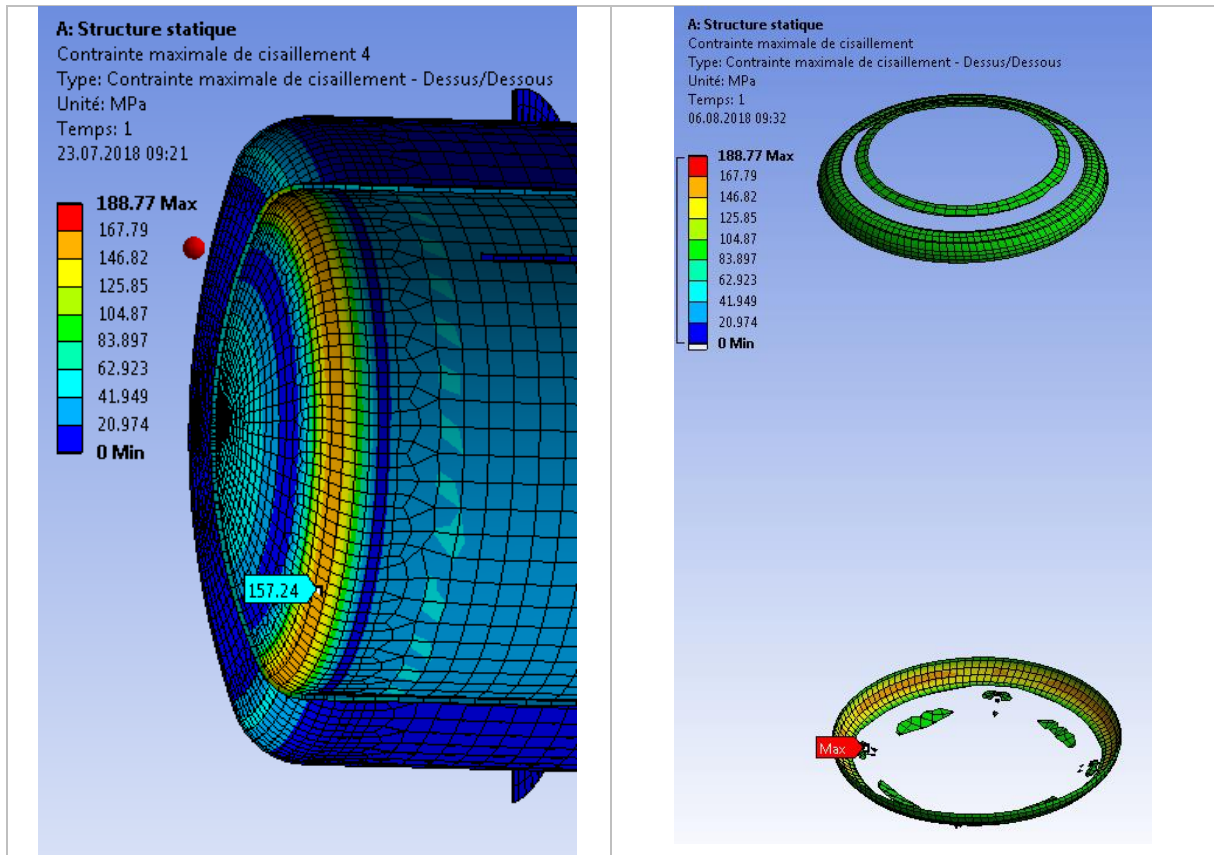 A: Structure statique
Contrainte maximale de cisaillement 4
Type: Contrainte maximale de cisaillement - Dessus/Dessous
Unité: MPa
Temps: 1
23.07.2018 09:21
188.77 Max
167.79
146.82
125.85
104.87
83.897
62.923
41.949
20.974
0 Min
157.24
A: Structure statique
Contrainte maximale de cisaillement
Type: Contrainte maximale de cisaillement - Dessus/Dessous
Unité: MPa
Temps: 1
06.08.2018 09:32
188.77 Max
167.79
146.82
125.85
104.87
83.897
62.923
41.949
20.974
0 Min
Max